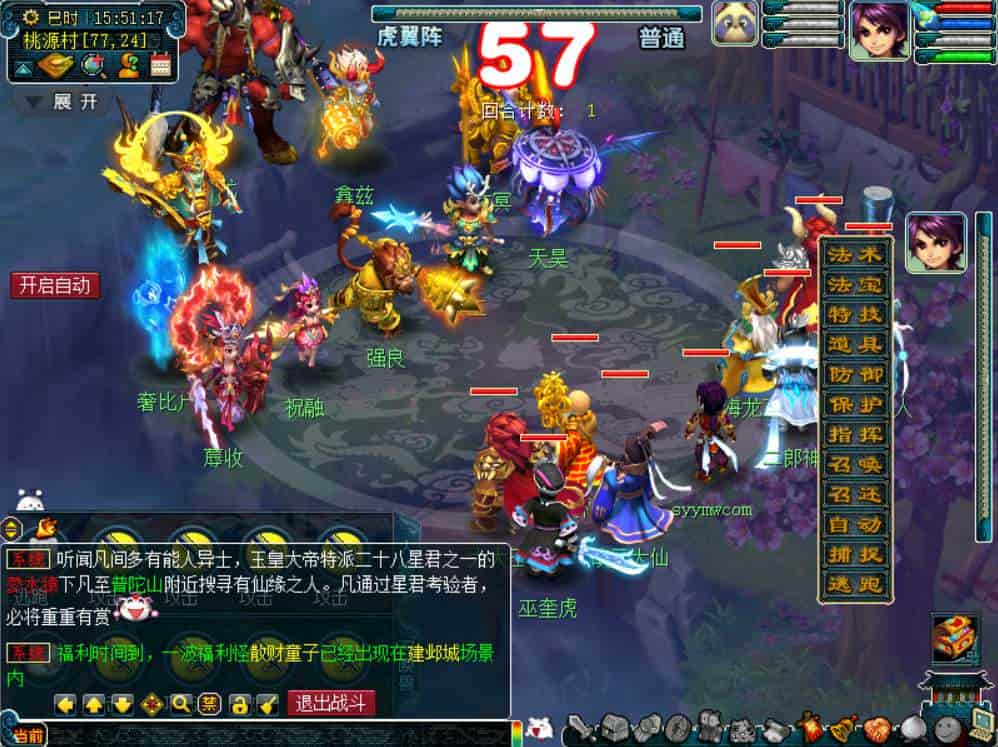 巳时 15:51:17
桃源村[77,24]
展开
虎翼阵
57
普通
回合计数： 1
鑫兹
天昊
开启自动
强良
奢比尸
祝融
蓐收
二郎神
syymwcom
大仙
巫奎虎
法术
法宝
特技
道具
防御
保护
指挥
召唤
召还
自动
捕捉
逃跑
系统 听闻凡间多有能人异士，玉皇大帝特派二十八星君之一的
参水猿下凡至普陀山附近搜寻有仙缘之人。凡通过星君考验者，
必将重重有赏
系统 福利时间到，一波福利怪散财童子已经出现在建邺城场景
内
禁
退出战斗
当前